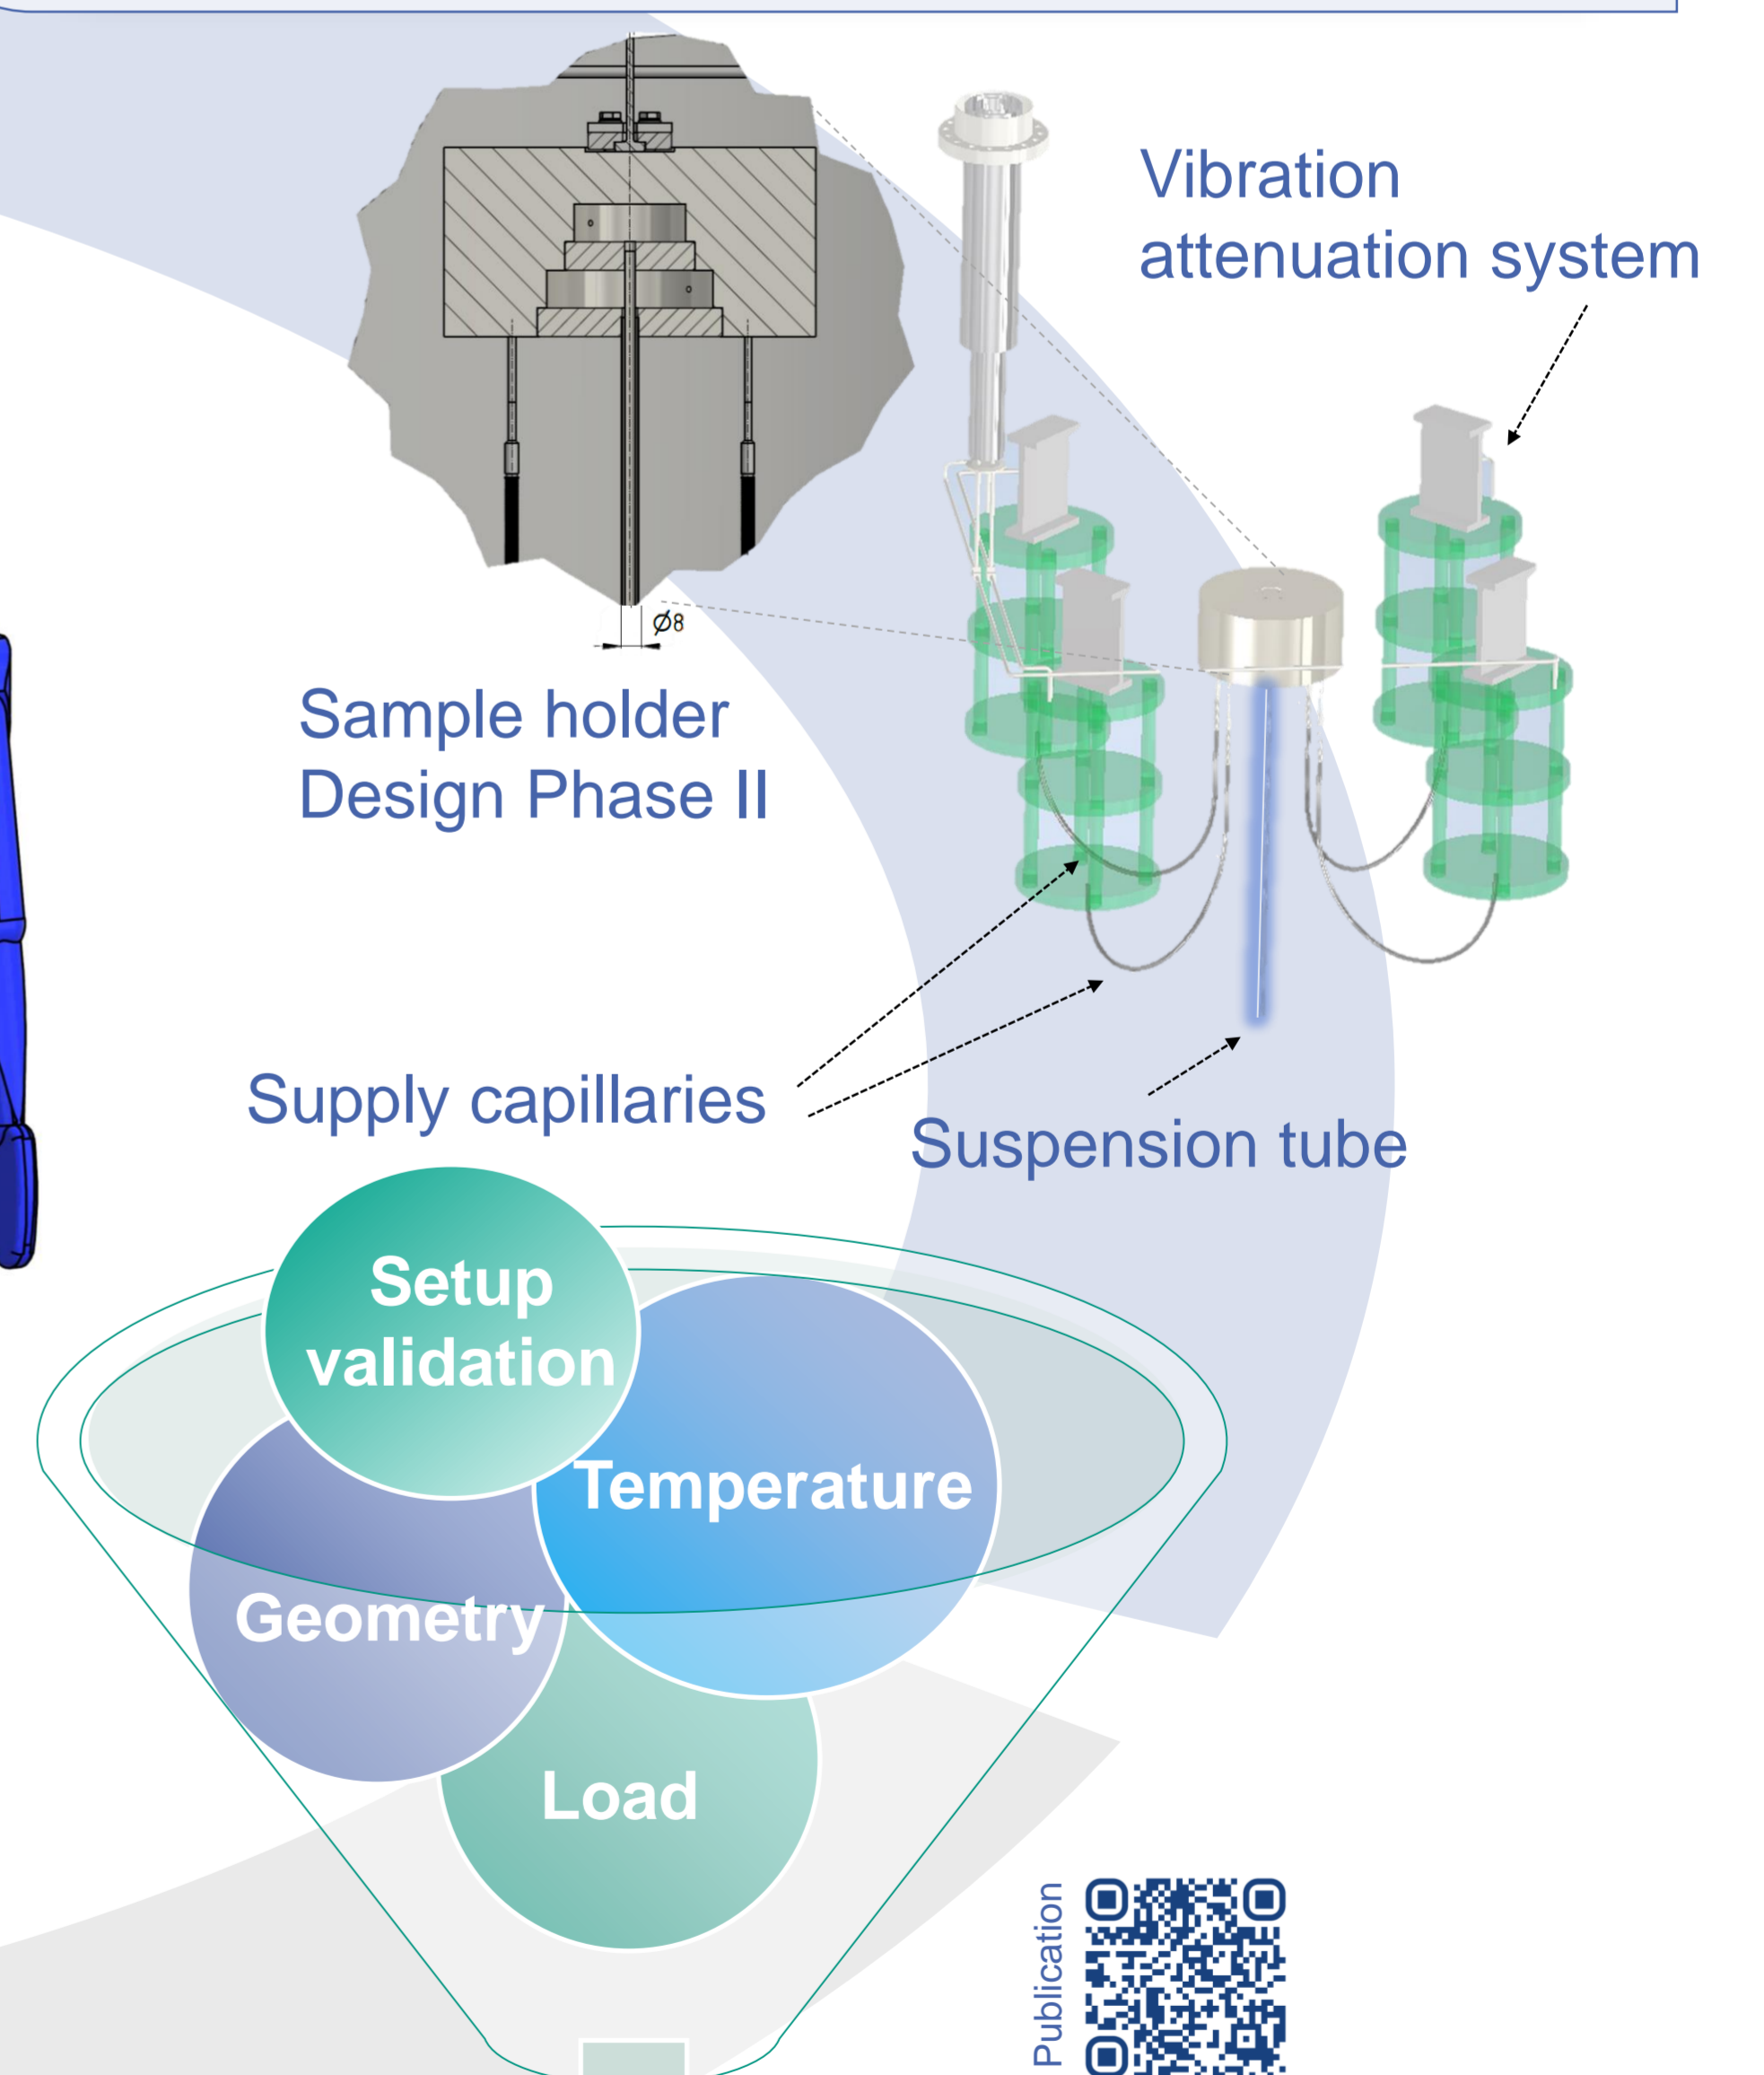 Vibration
attenuation system
Ø8
Sample holder
Design Phase II
Supply capillaries
Suspension tube
Setup
validation
Temperature
Geometry
Load
Publication